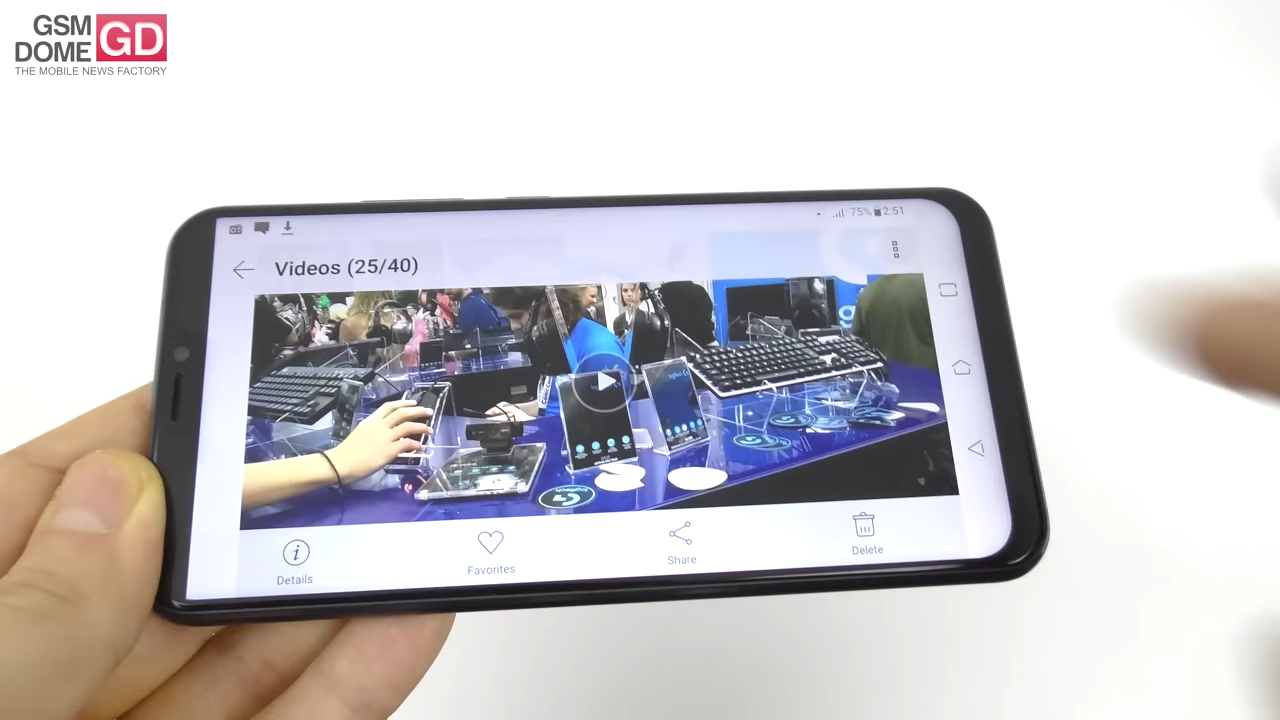 GSM
DOME GD
THE MOBILE NEWS FACTORY
75% 2:51
Videos (25/40)
Details
Favorites
Share
Delete